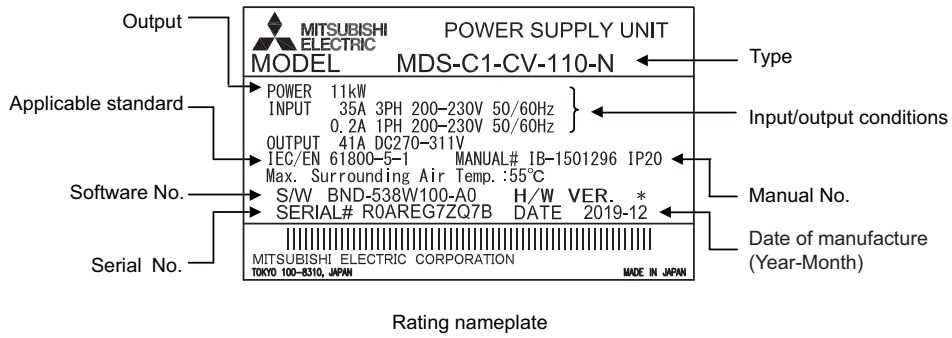 Output
MITSUBISHI
ELECTRIC
POWER SUPPLY UNIT
MODEL MDS-C1-CV-110-N
Type
POWER 11kW
INPUT 35A 3PH 200-230V 50/60Hz
0.2A 1PH 200-230V 50/60Hz
Input/output conditions
OUTPUT 41A DC270-311V
Applicable standard
IEC/EN 61800-5-1 MANUAL# IB-1501296 IP20
Manual No.
Max. Surrounding Air Temp.:55℃
Software No.
S/W BND-538W100-A0 H/W VER. *
Serial No.
SERIAL# R0AREG7ZQ7B DATE 2019-12
Date of manufacture
(Year-Month)
MITSUBISHI ELECTRIC CORPORATION
TOKYO 100-8310, JAPAN MADE IN JAPAN
Rating nameplate